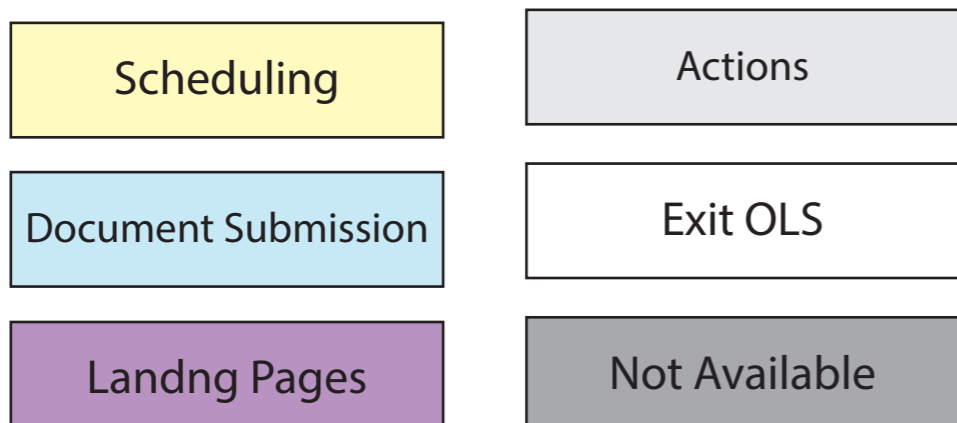 Scheduling
Actions
Document Submission
Exit OLS
Landng Pages
Not Available